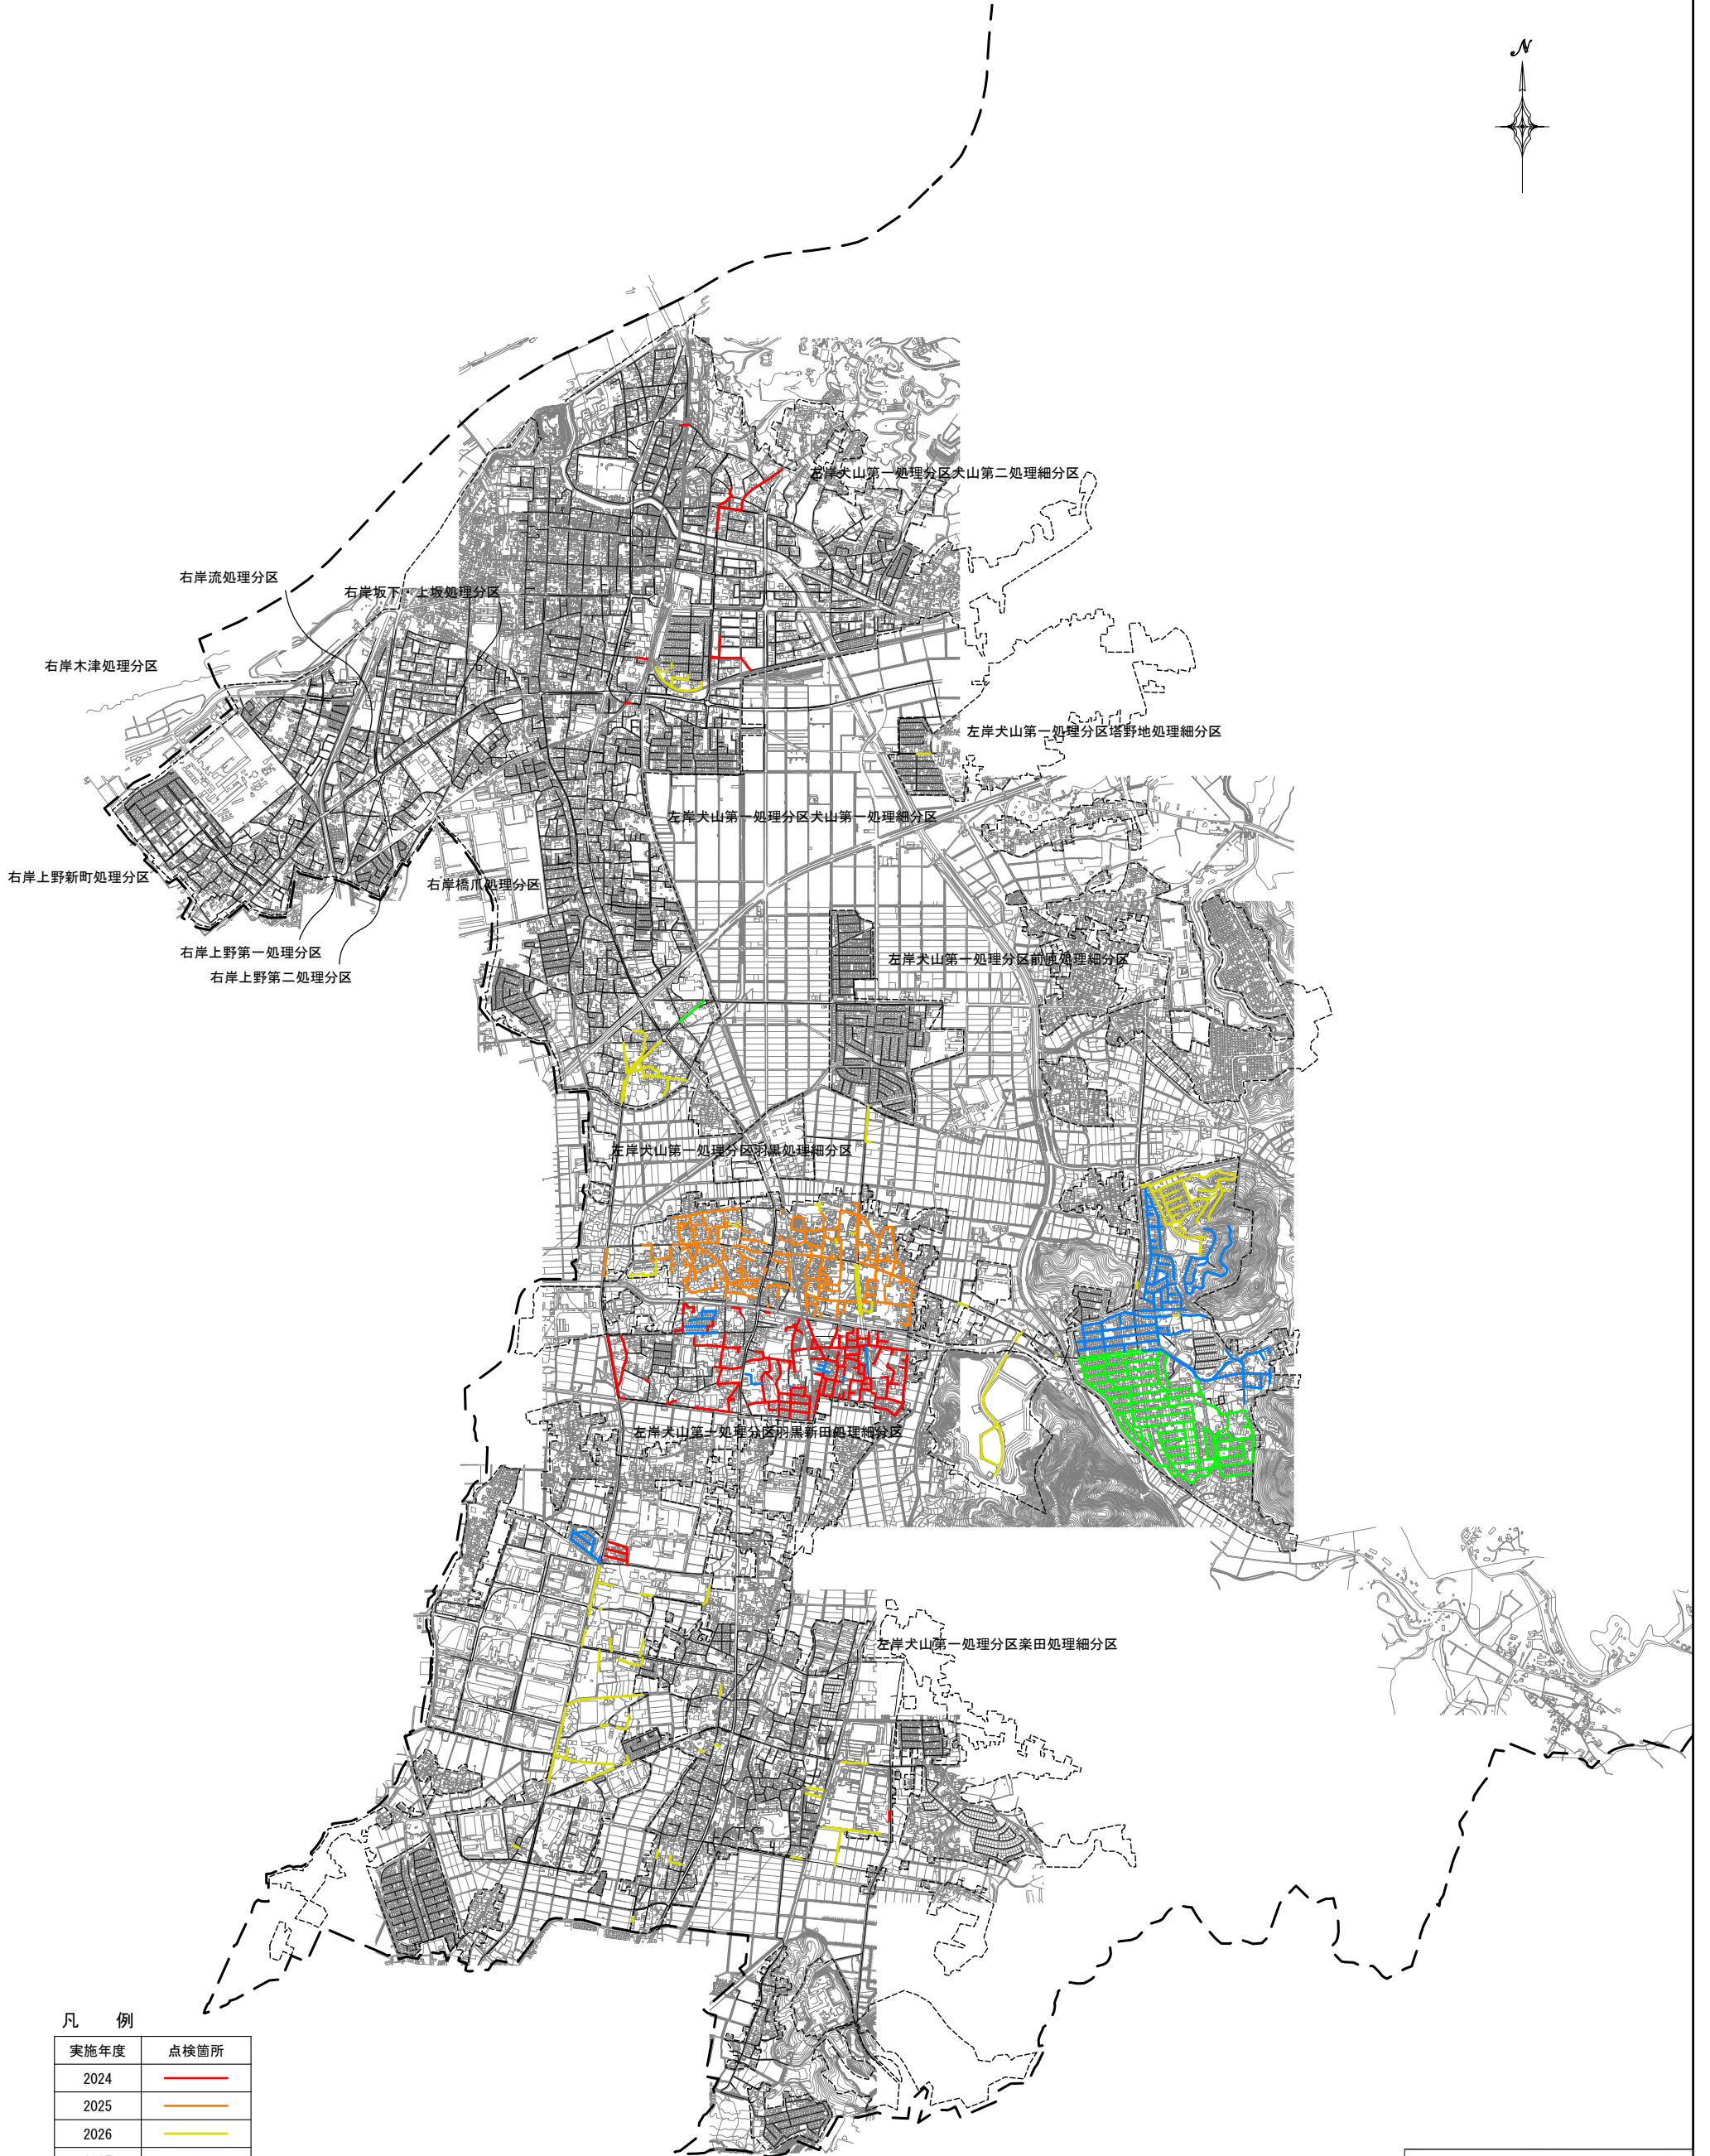 N
左岸犬山第一処理分区犬山第二処理細分区
右岸流処理分区
右岸坂下・上坂処理分区
右岸木津処理分区
左岸犬山第一処理分区塔野地処理細分区
左岸犬山第一処理分区犬山第一処理細分区
右岸上野新町処理分区
右岸橋爪処理分区
右岸上野第一処理分区
左岸犬山第一処理分区前原処理細分区
右岸上野第二処理分区
左岸犬山第一処理分区羽黒処理細分区
左岸犬山第一処理分区羽黒新田処理細分区
左岸犬山第一処理分区楽田処理細分区
凡　例
実施年度　点検箇所
2024
2025
2026